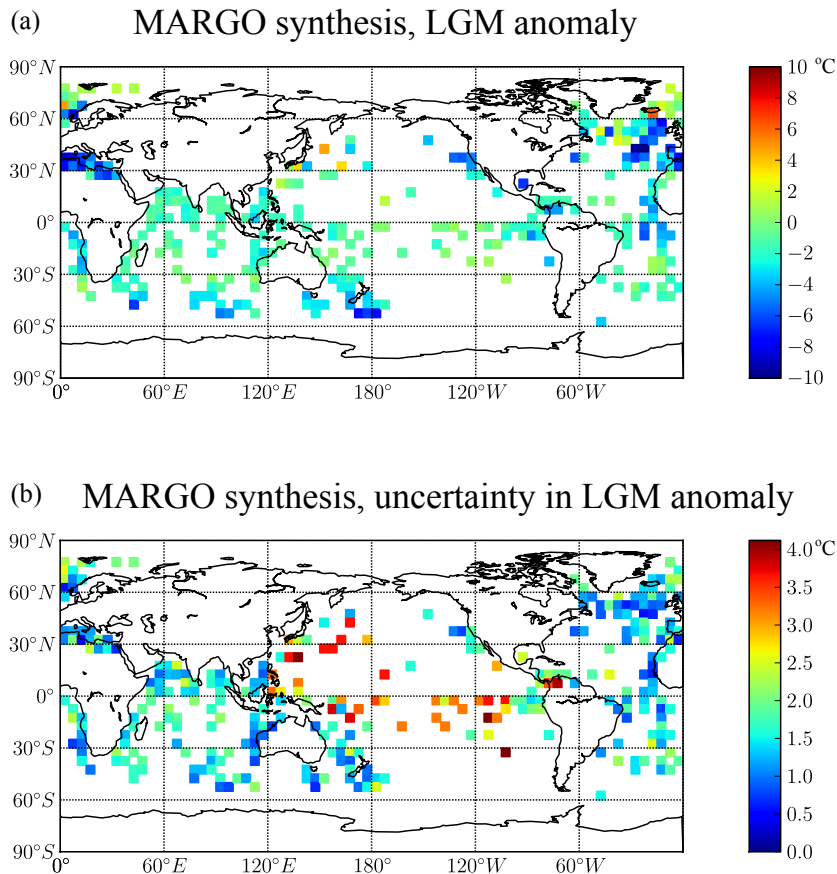 (a) MARGO synthesis, LGM anomaly
90°N
60°N
30°N
0°
30°S
60°S
90°S
0° 60°E 120°E 180° 120°W 60°W
10 °C
8
6
4
2
0
−2
−4
−6
−8
−10
(b) MARGO synthesis, uncertainty in LGM anomaly
90°N
60°N
30°N
0°
30°S
60°S
90°S
0° 60°E 120°E 180° 120°W 60°W
4.0 °C
3.5
3.0
2.5
2.0
1.5
1.0
0.5
0.0